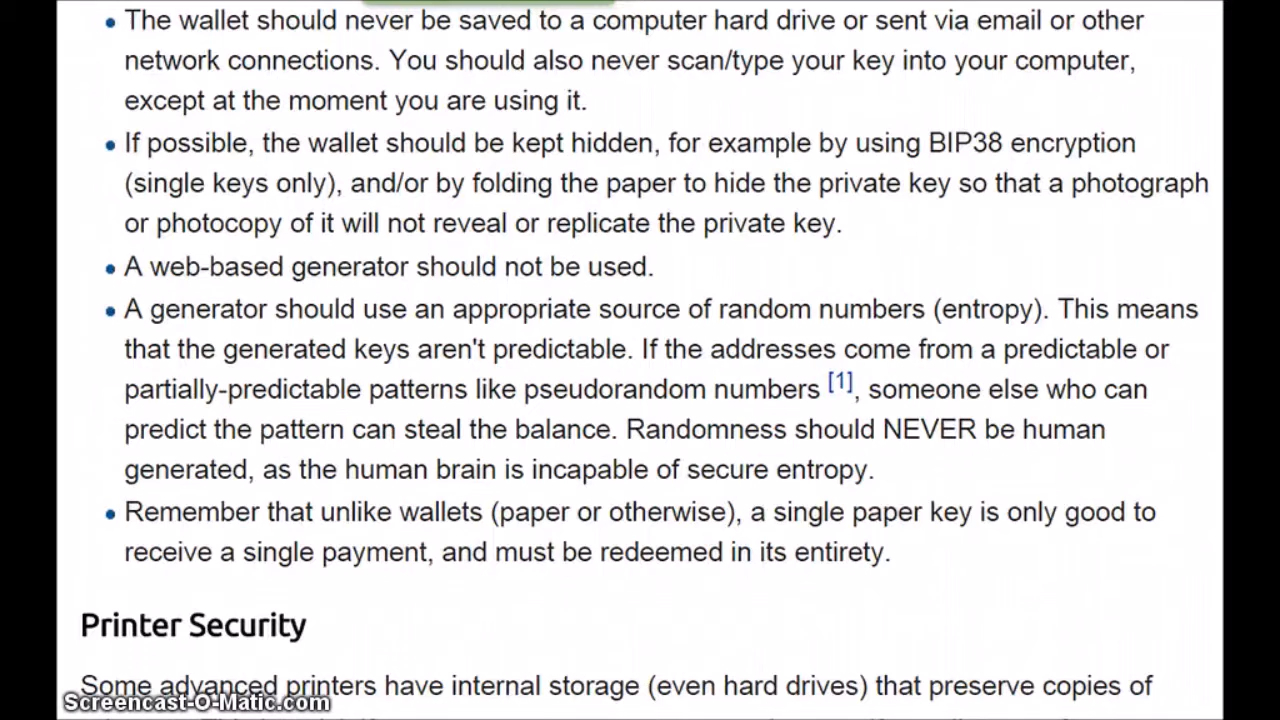 The wallet should never be saved to a computer hard drive or sent via email or other
network connections. You should also never scan/type your key into your computer,
except at the moment you are using it.
If possible, the wallet should be kept hidden, for example by using BIP38 encryption
(single keys only), and/or by folding the paper to hide the private key so that a photograph
or photocopy of it will not reveal or replicate the private key.
A web-based generator should not be used.
A generator should use an appropriate source of random numbers (entropy). This means
that the generated keys aren't predictable. If the addresses come from a predictable or
partially-predictable patterns like pseudorandom numbers [1], someone else who can
predict the pattern can steal the balance. Randomness should NEVER be human
generated, as the human brain is incapable of secure entropy.
Remember that unlike wallets (paper or otherwise), a single paper key is only good to
receive a single payment, and must be redeemed in its entirety.
Printer Security
Some advanced printers have internal storage (even hard drives) that preserve copies of
Screencast-O-Matic.com